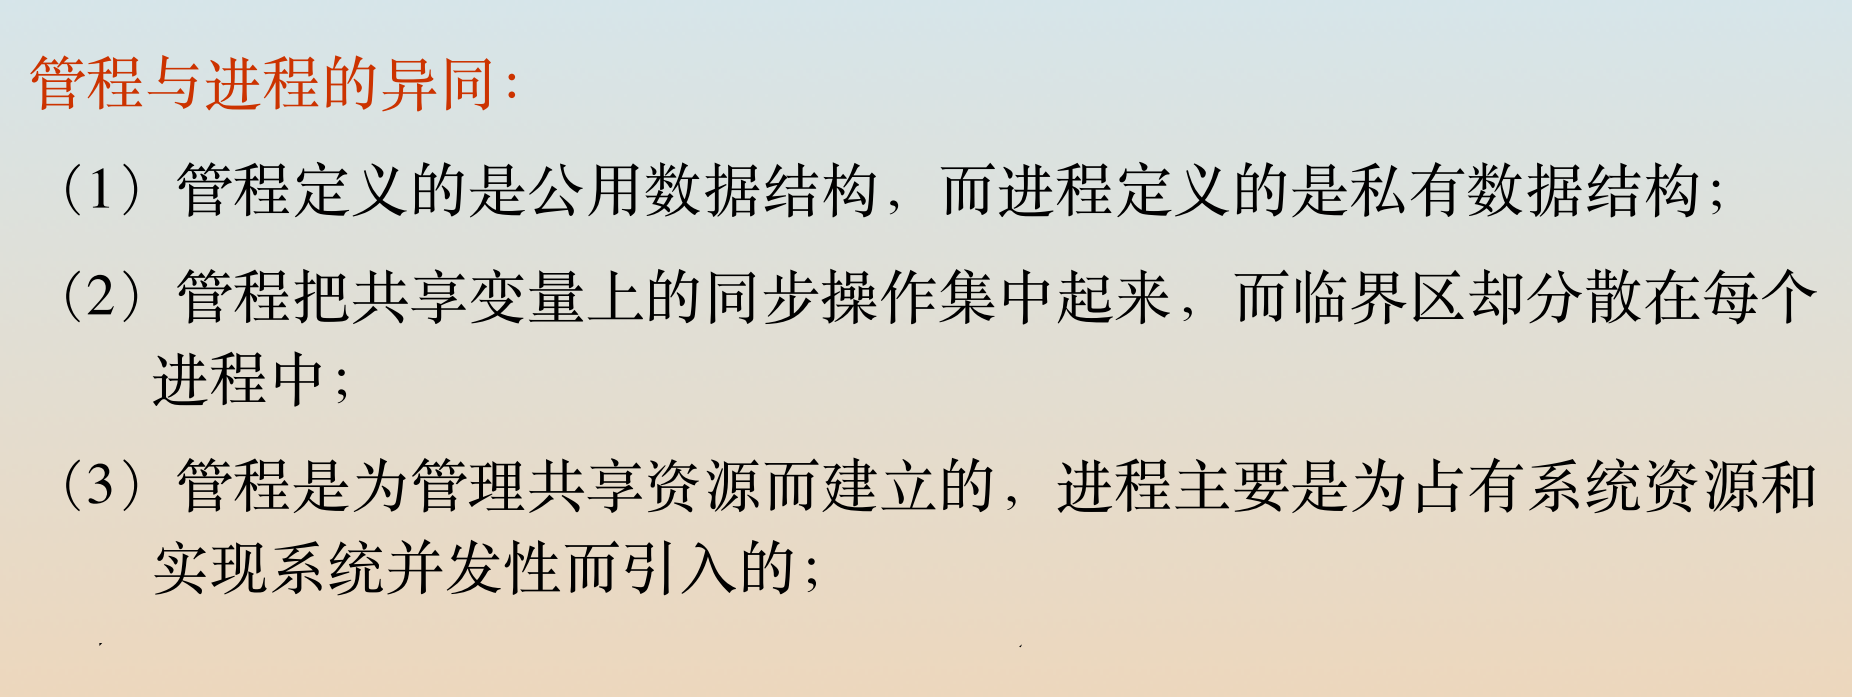 管程与进程的异同：
（1）管程定义的是公用数据结构，而进程定义的是私有数据结构；
（2）管程把共享变量上的同步操作集中起来，而临界区却分散在每个
进程中；
（3）管程是为管理共享资源而建立的，进程主要是为占有系统资源和
实现系统并发性而引入的；